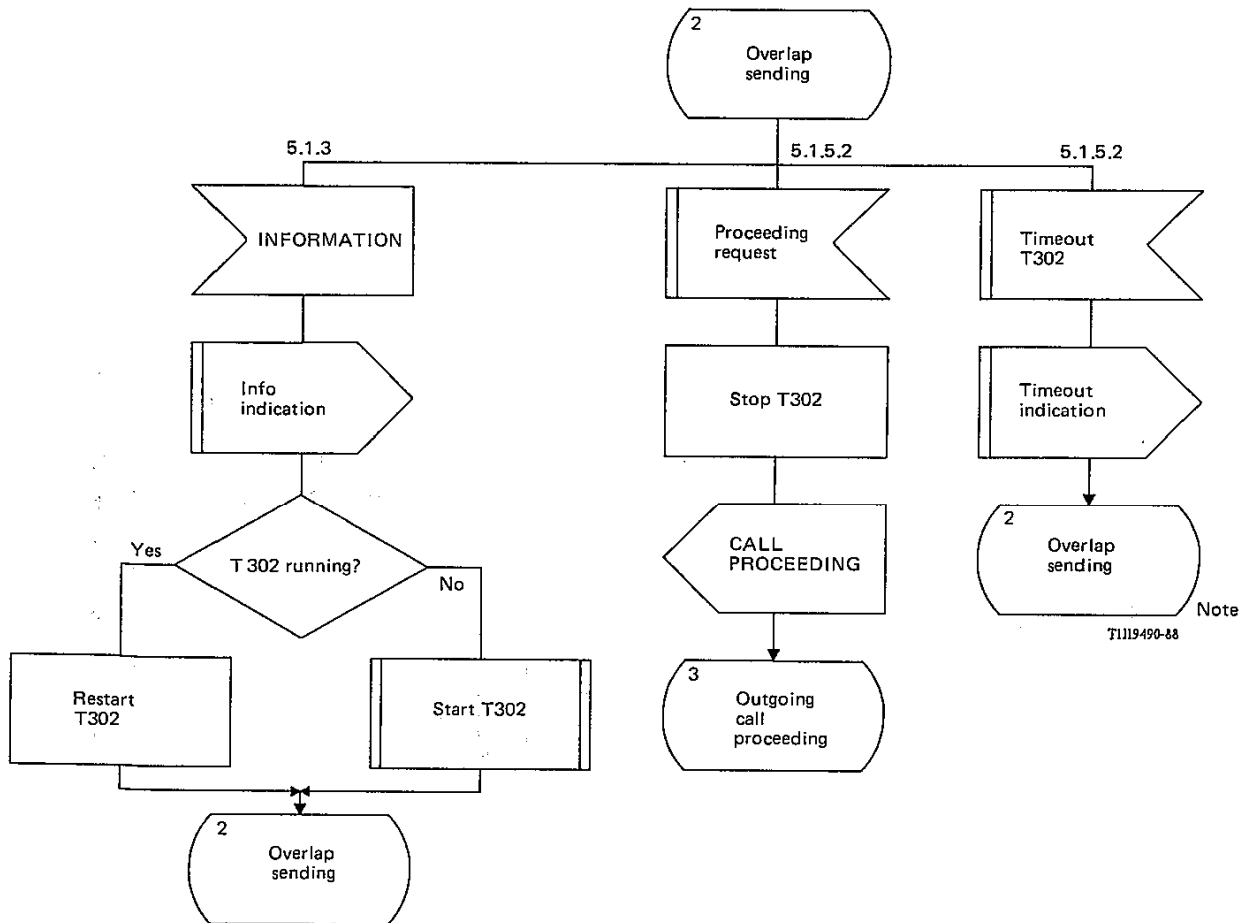 2
Overlap
sending
5.1.3
5.1.5.2
5.1.5.2
INFORMATION
Proceeding
request
Timeout
T302
Info
indication
Stop T302
Timeout
indication
T 302 running?
Yes
No
CALL
PROCEEDING
2
Overlap
sending
Note
T1119490-88
Restart
T302
Start T302
3
Outgoing
call
proceeding
2
Overlap
sending